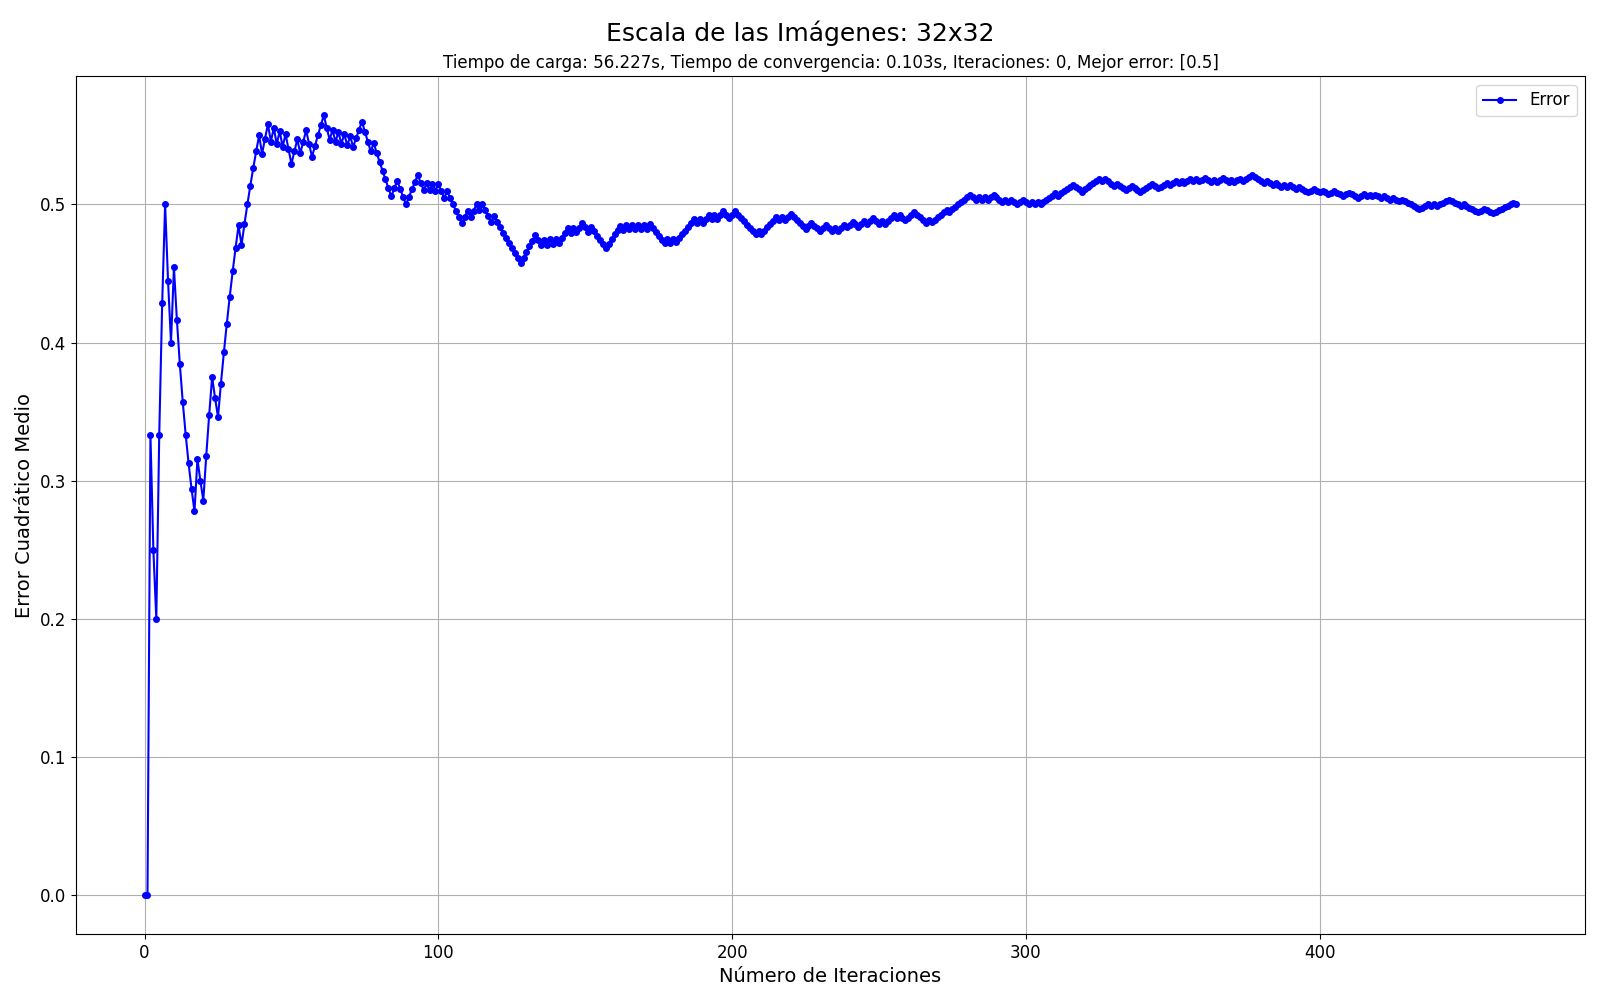 Escala de las Imágenes: 32x32
Tiempo de carga: 56.227s, Tiempo de convergencia: 0.103s, Iteraciones: 0, Mejor error: [0.5]
Error
0.5
0.4
0.3
0.2
0.1
0.0
Error Cuadrático Medio
0 100 200 300 400
Número de Iteraciones